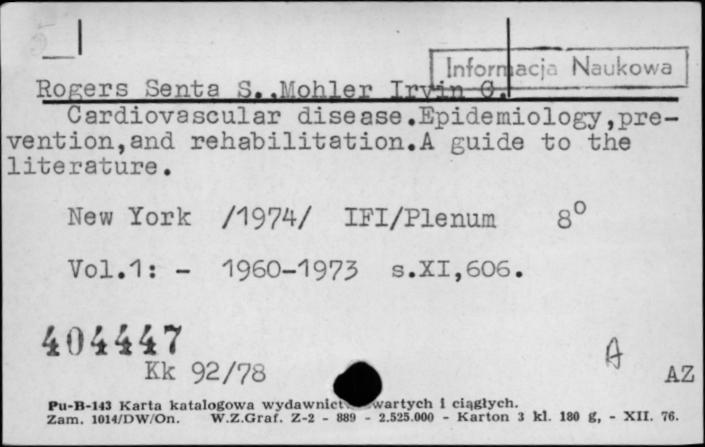 Informacja Naukowa
Rogers Senta S.,Mohler Irvin C.
Cardiovascular disease.Epidemiology,pre-
vention,and rehabilitation.A guide to the
literature.
New York /1974/ IFI/Plenum 8°
Vol.1: - 1960-1973 s.XI,606.
404447
Kk 92/78
A
AZ
Pu-B-143 Karta katalogowa wydawnict wartych i ciągłych.
Zam. 1014/DW/On. W.Z.Graf. Z-2 - 889 - 2.525.000 - Karton 3 kl. 180 g, - XII. 76.